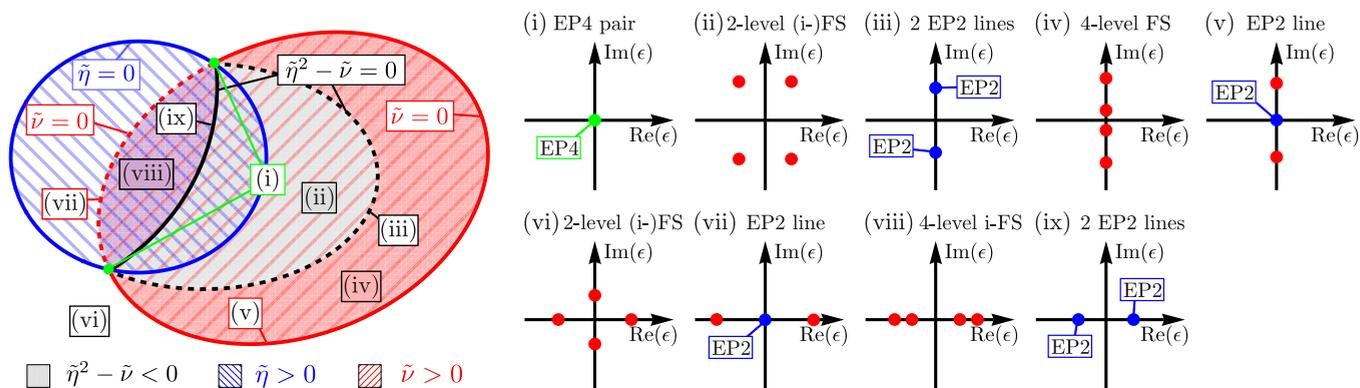 η̃ = 0
η̃² − ν̃ = 0
ν̃ = 0
ν̃ = 0
(ix)
(viii)
(vii)
(i)
(ii)
(iii)
(iv)
(v)
(vi)
η̃² − ν̃ < 0
η̃ > 0
ν̃ > 0
(i) EP4 pair
Im(ϵ)
Re(ϵ)
EP4
(ii) 2-level (i-)FS
Im(ϵ)
Re(ϵ)
(iii) 2 EP2 lines
Im(ϵ)
EP2
Re(ϵ)
EP2
(iv) 4-level FS
Im(ϵ)
Re(ϵ)
(v) EP2 line
Im(ϵ)
EP2
Re(ϵ)
(vi) 2-level (i-)FS
Im(ϵ)
Re(ϵ)
(vii) EP2 line
Im(ϵ)
Re(ϵ)
EP2
(viii) 4-level i-FS
Im(ϵ)
Re(ϵ)
(ix) 2 EP2 lines
Im(ϵ)
EP2
Re(ϵ)
EP2